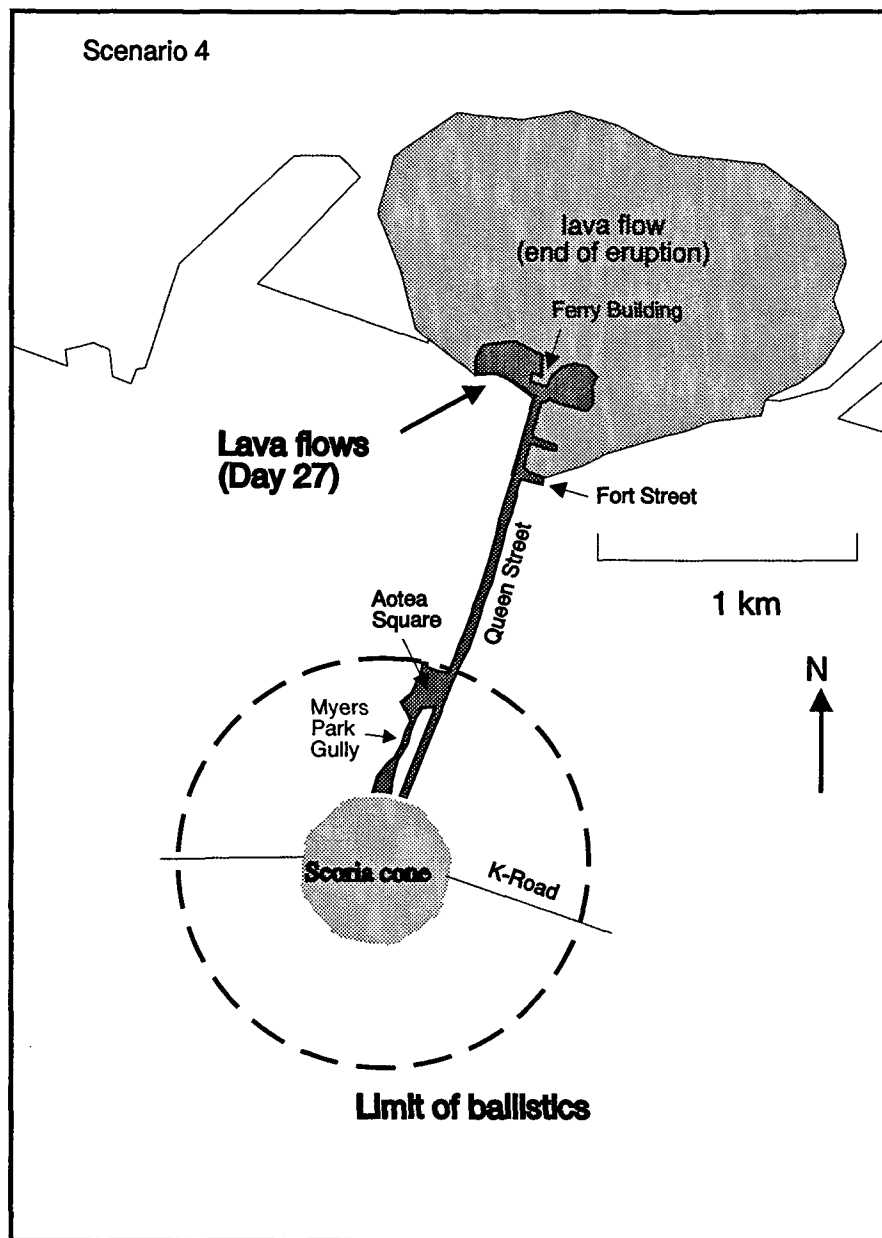 Scenario 4
lava flow
(end of eruption)
Ferry Building
Lava flows
(Day 27)
Fort Street
Queen Street
1 km
Aotea
Square
N
Myers
Park
Gully
Scoria cone
K-Road
Limit of ballistics